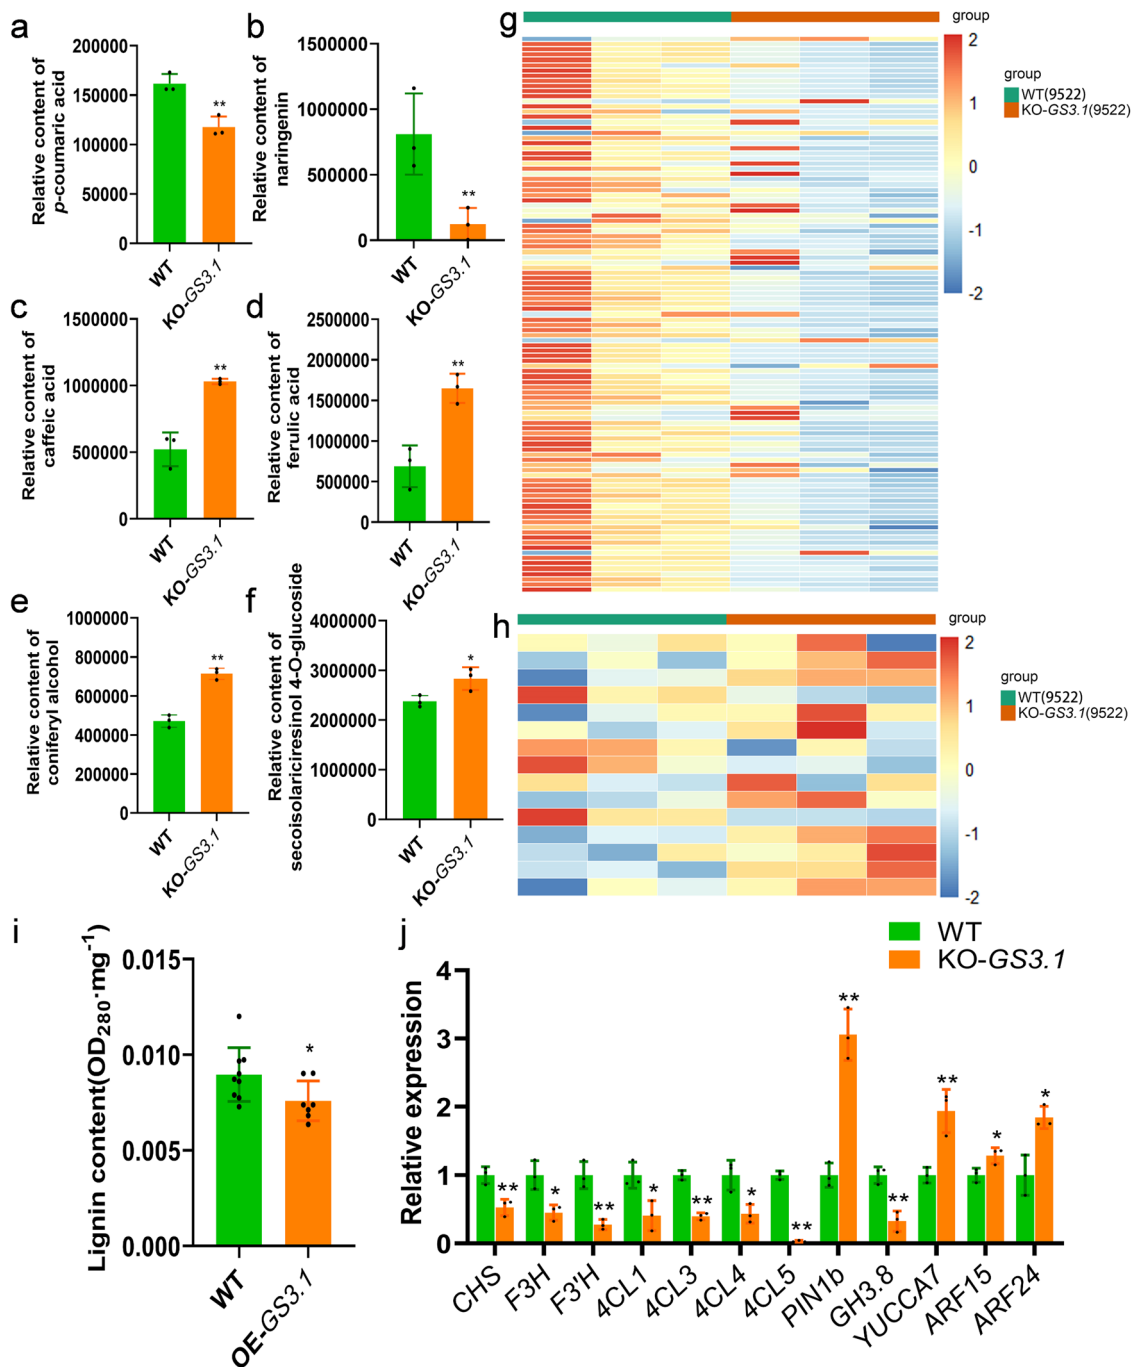 a
Relative content of
p-coumaric acid
200000
150000
100000
50000
0
**
WT
KO-GS3.1
b
Relative content of
naringenin
1500000
1000000
500000
0
**
WT
KO-GS3.1
c
Relative content of
caffeic acid
1500000
1000000
500000
0
**
WT
KO-GS3.1
d
Relative content of
ferulic acid
2500000
2000000
1500000
1000000
500000
0
**
WT
KO-GS3.1
e
Relative content of
coniferyl alcohol
1000000
800000
600000
400000
200000
0
**
WT
KO-GS3.1
f
Relative content of
secoisolariciresinol 4-O-glucoside
4000000
3000000
2000000
1000000
0
*
WT
KO-GS3.1
g
group
2
1
0
-1
-2
group
WT(9522)
KO-GS3.1(9522)
h
group
2
1
0
-1
-2
group
WT(9522)
KO-GS3.1(9522)
i
Lignin content(OD280·mg-1)
0.015
0.010
0.005
0.000
*
WT
OE-GS3.1
j
WT
KO-GS3.1
Relative expression
4
3
2
1
0
** * ** * ** * ** ** ** ** * *
CHS
F3H
F3'H
4CL1
4CL3
4CL4
4CL5
PIN1b
GH3.8
YUCCA7
ARF15
ARF24